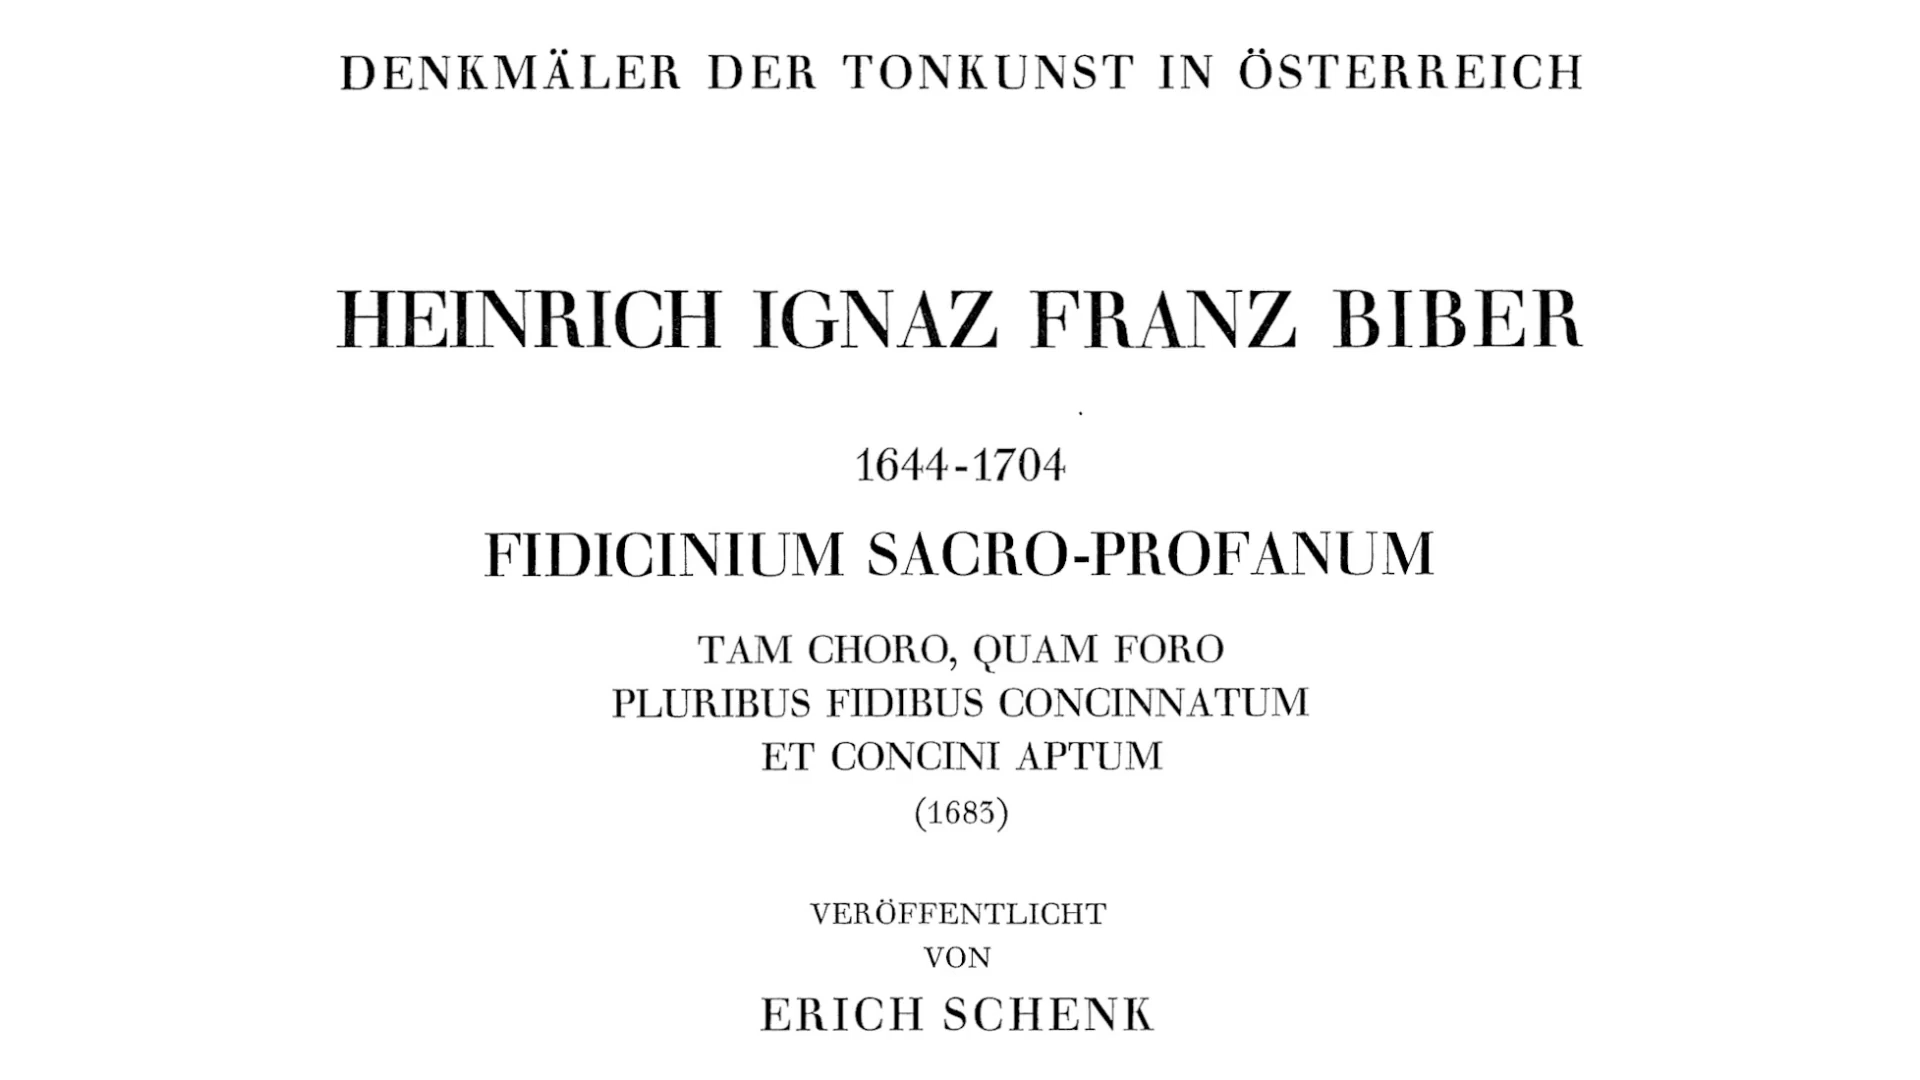 DENKMÄLER DER TONKUNST IN ÖSTERREICH
HEINRICH IGNAZ FRANZ BIBER
1644-1704
FIDICINIUM SACRO-PROFANUM
TAM CHORO, QUAM FORO
PLURIBUS FIDIBUS CONCINNATUM
ET CONCINI APTUM
(1683)
VERÖFFENTLICHT
VON
ERICH SCHENK